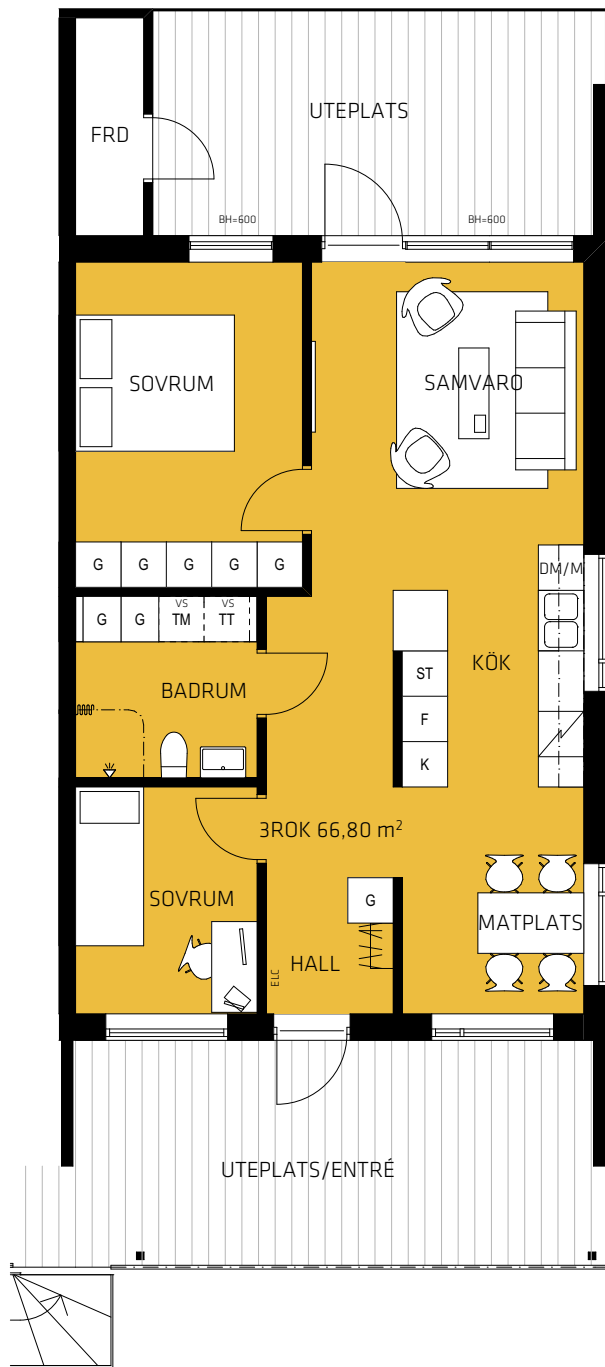 UTEPLATS
FRD
BH=600 BH=600
SOVRUM
SAMVARO
G G G G G
DM/M
VS VS
G G TM TT
KÖK
ST
BADRUM
F
K
3ROK 66,80 m²
SOVRUM
G
MATPLATS
HALL
ELC
UTEPLATS/ENTRÉ